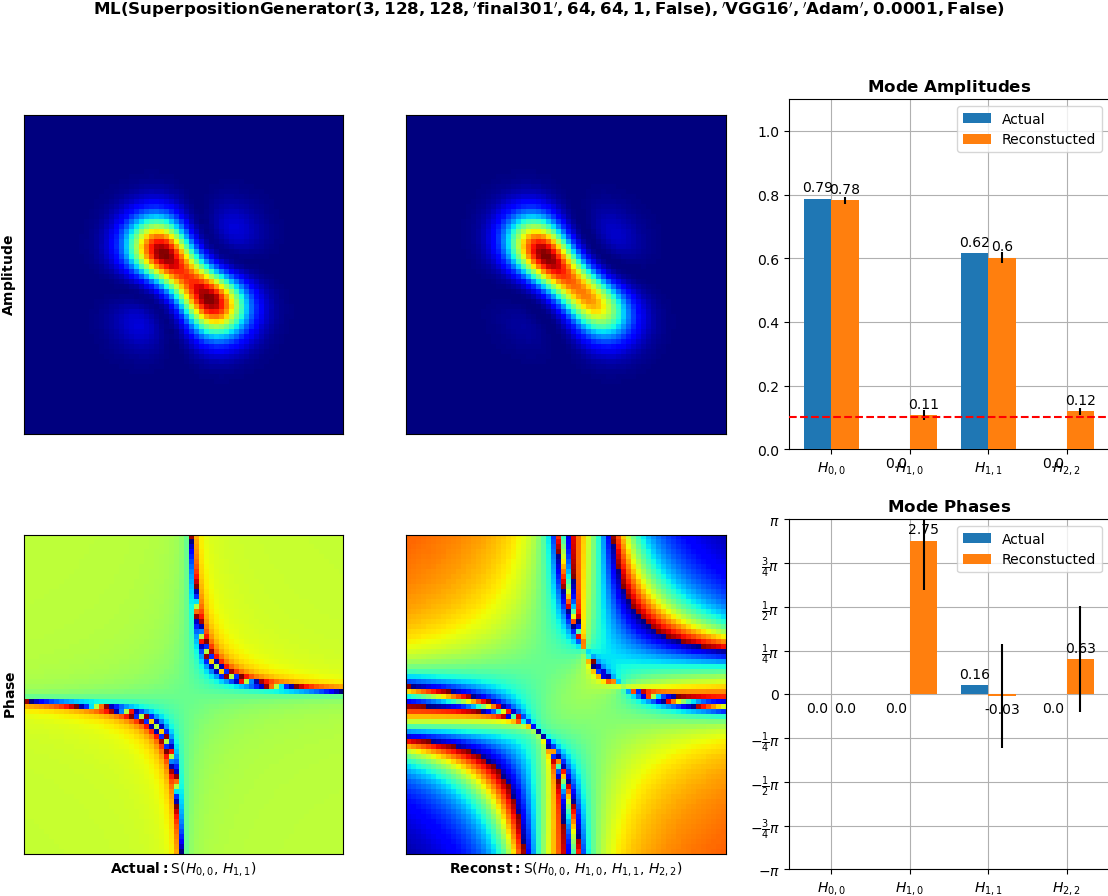 ML(SuperpositionGenerator(3, 128, 128, 'final301', 64, 64, 1, False), 'VGG16', 'Adam', 0.0001, False)
Amplitude
Mode Amplitudes
Actual
Reconstucted
1.0
0.8
0.6
0.4
0.2
0.0
0.79
0.78
0.0
0.11
0.62
0.6
0.0
0.12
H0,0
H1,0
H1,1
H2,2
Phase
Actual: S(H0,0, H1,1)
Reconst: S(H0,0, H1,0, H1,1, H2,2)
Mode Phases
Actual
Reconstucted
π
3/4π
1/2π
1/4π
0
−1/4π
−1/2π
−3/4π
−π
0.0
0.0
0.0
2.75
0.16
-0.03
0.0
0.63
H0,0
H1,0
H1,1
H2,2